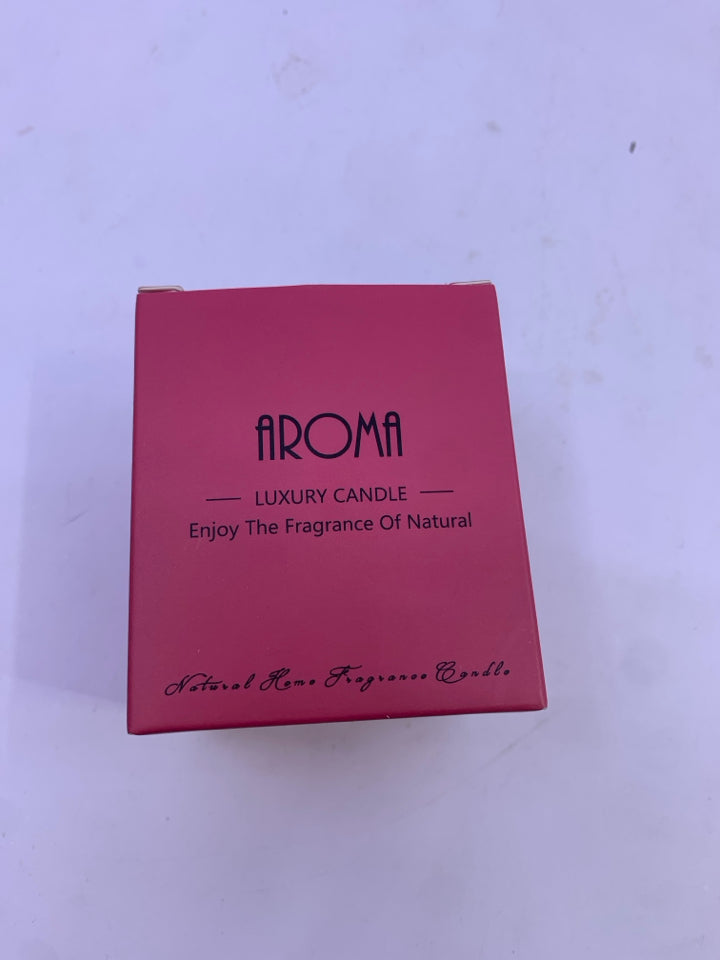 AROMA
LUXURY CANDLE
Enjoy The Fragrance Of Natural
Natural Home Fragrance Candle